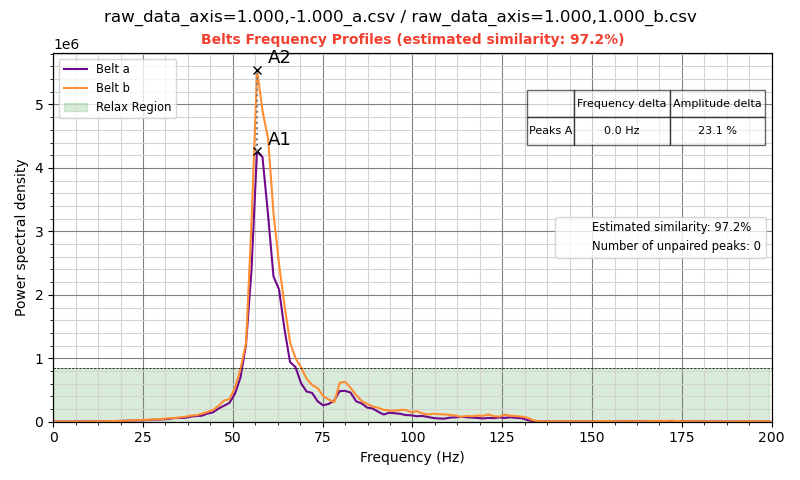 raw_data_axis=1.000,-1.000_a.csv / raw_data_axis=1.000,1.000_b.csv
Belts Frequency Profiles (estimated similarity: 97.2%)
1e6
Belt a
Belt b
Relax Region
A2
A1
Frequency delta Amplitude delta
Peaks A 0.0 Hz 23.1 %
Estimated similarity: 97.2%
Number of unpaired peaks: 0
Power spectral density
5
4
3
2
1
0
0 25 50 75 100 125 150 175 200
Frequency (Hz)